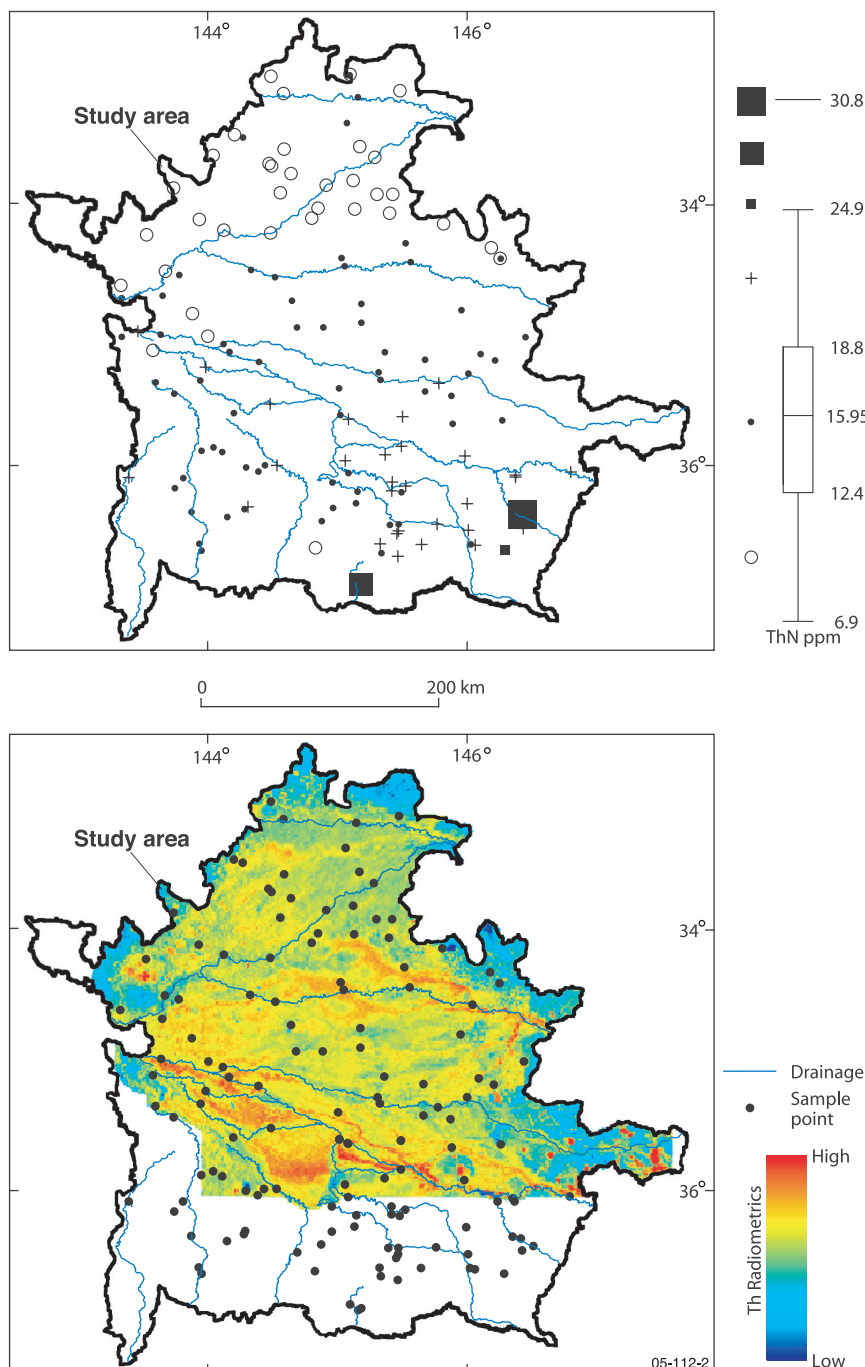 144° 146°
Study area
34°
36°
30.8
24.9
18.8
15.95
12.4
6.9
ThN ppm
0 200 km
144° 146°
Study area
34°
36°
Drainage
Sample
point
High
Th Radiometrics
Low
05-112-2